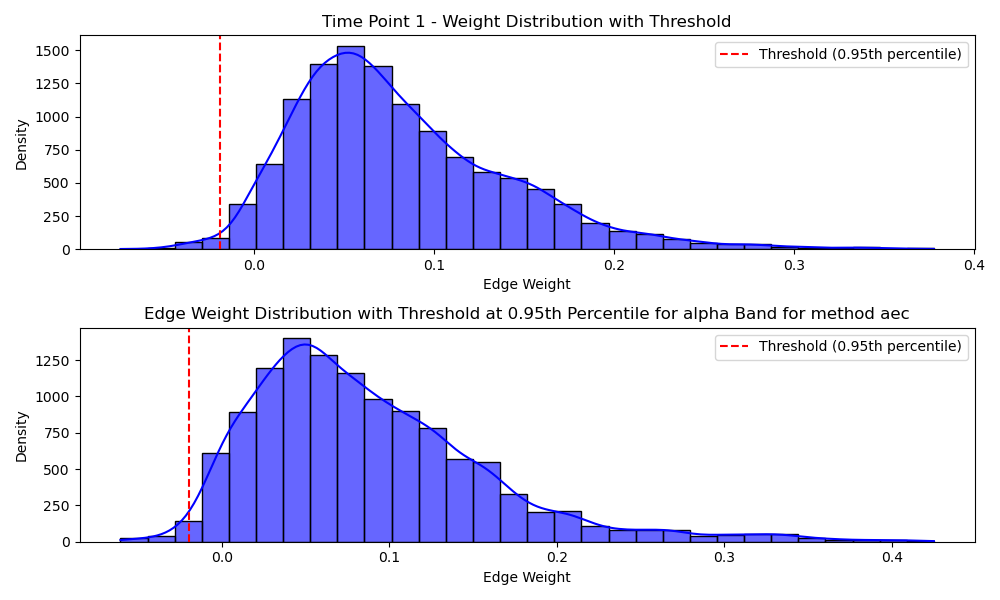 Time Point 1 - Weight Distribution with Threshold
Density
1500
1250
1000
750
500
250
0
Threshold (0.95th percentile)
0.0 0.1 0.2 0.3 0.4
Edge Weight
Edge Weight Distribution with Threshold at 0.95th Percentile for alpha Band for method aec
Density
1250
1000
750
500
250
0
Threshold (0.95th percentile)
0.0 0.1 0.2 0.3 0.4
Edge Weight